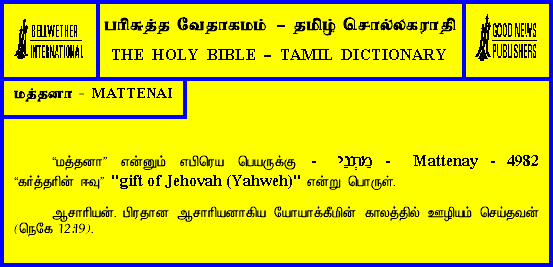 BELLWETHER
INTERNATIONAL
பரிசுத்த வேதாகமம் – தமிழ் சொல்லகராதி
THE HOLY BIBLE – TAMIL DICTIONARY
GOOD NEWS
PUBLISHERS
மத்தனா - MATTENAI
“மத்தனா” என்னும் எபிரெய பெயருக்கு - מַתְּנַי - Mattenay - 4982
“கர்த்தரின் ஈவு” "gift of Jehovah (Yahweh)" என்று பொருள்.
ஆசாரியன். பிரதான ஆசாரியனாகிய யோயாக்கீமின் காலத்தில் ஊழியம் செய்தவன்
(நெகே 12:19).